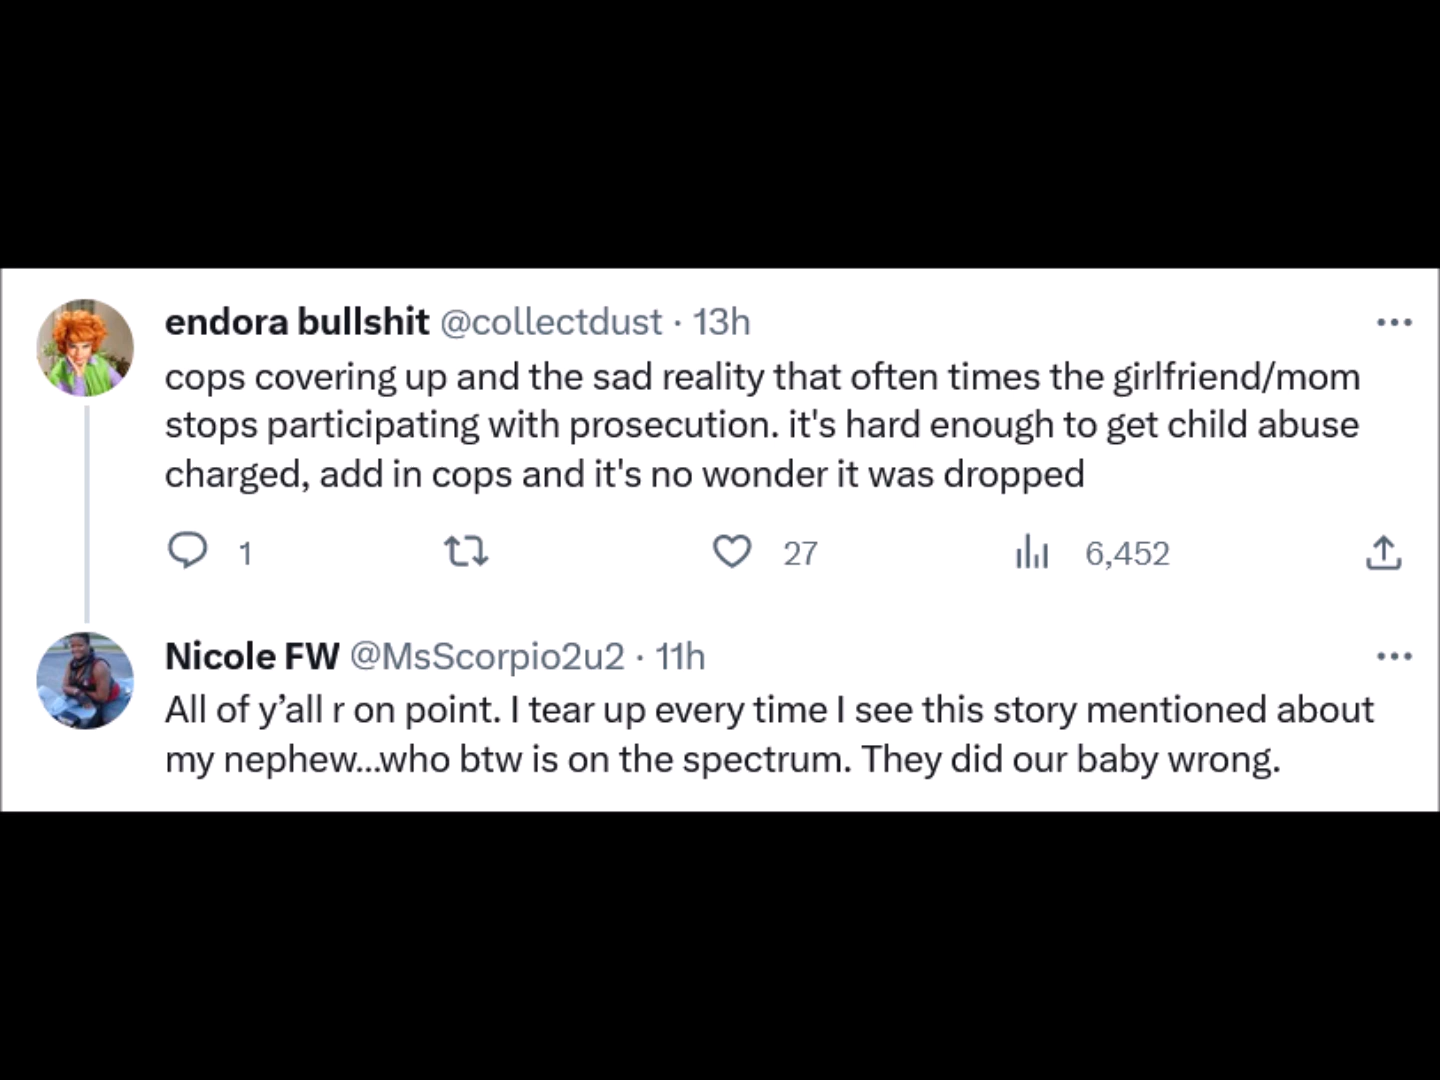 endora bullshit @collectdust · 13h
cops covering up and the sad reality that often times the girlfriend/mom
stops participating with prosecution. it's hard enough to get child abuse
charged, add in cops and it's no wonder it was dropped
1 27 6,452
Nicole FW @MsScorpio2u2 · 11h
All of y’all r on point. I tear up every time I see this story mentioned about
my nephew...who btw is on the spectrum. They did our baby wrong.